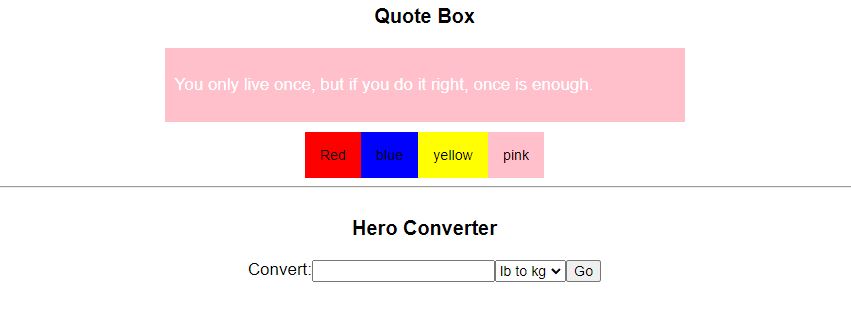 Quote Box
You only live once, but if you do it right, once is enough.
Red blue yellow pink
Hero Converter
Convert: lb to kg Go